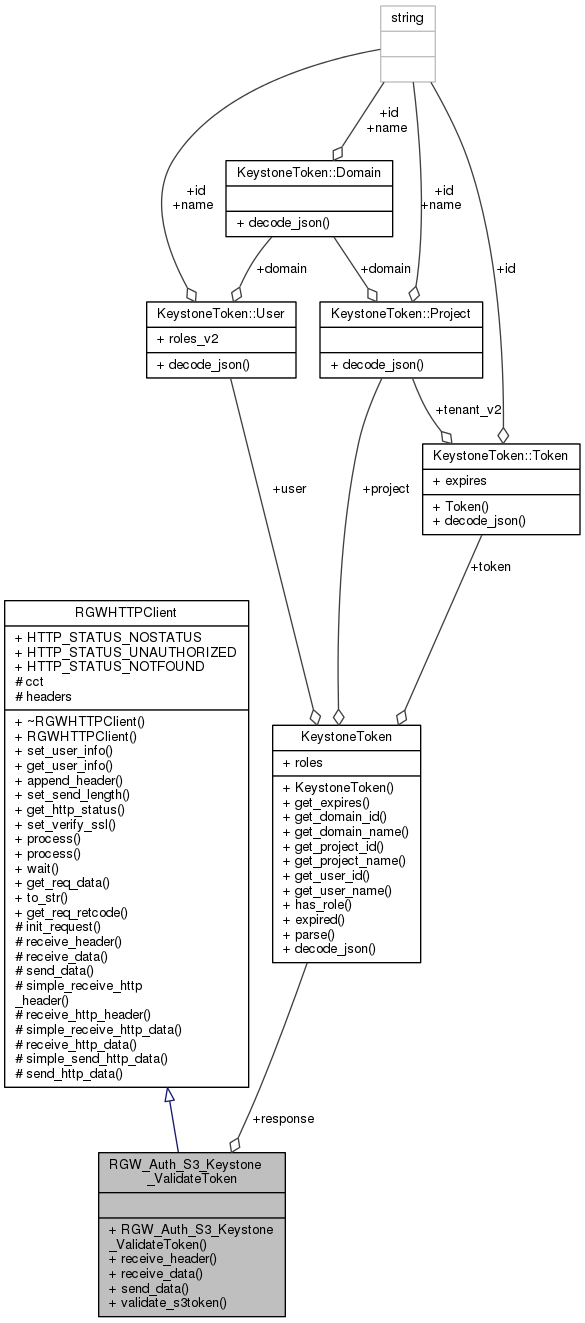 string
+id
+name
KeystoneToken::Domain
+ decode_json()
+id
+name
+id
+name
+id
+domain
+domain
KeystoneToken::User
+ roles_v2
+ decode_json()
KeystoneToken::Project
+ decode_json()
+tenant_v2
KeystoneToken::Token
+ expires
+ Token()
+ decode_json()
+user
+project
+token
RGWHTTPClient
+ HTTP_STATUS_NOSTATUS
+ HTTP_STATUS_UNAUTHORIZED
+ HTTP_STATUS_NOTFOUND
# cct
# headers
+ ~RGWHTTPClient()
+ RGWHTTPClient()
+ set_user_info()
+ get_user_info()
+ append_header()
+ set_send_length()
+ get_http_status()
+ set_verify_ssl()
+ process()
+ process()
+ wait()
+ get_req_data()
+ to_str()
+ get_req_retcode()
# init_request()
# receive_header()
# receive_data()
# send_data()
# simple_receive_http
_header()
# receive_http_header()
# simple_receive_http_data()
# receive_http_data()
# simple_send_http_data()
# send_http_data()
KeystoneToken
+ roles
+ KeystoneToken()
+ get_expires()
+ get_domain_id()
+ get_domain_name()
+ get_project_id()
+ get_project_name()
+ get_user_id()
+ get_user_name()
+ has_role()
+ expired()
+ parse()
+ decode_json()
+response
RGW_Auth_S3_Keystone
_ValidateToken
+ RGW_Auth_S3_Keystone
_ValidateToken()
+ receive_header()
+ receive_data()
+ send_data()
+ validate_s3token()